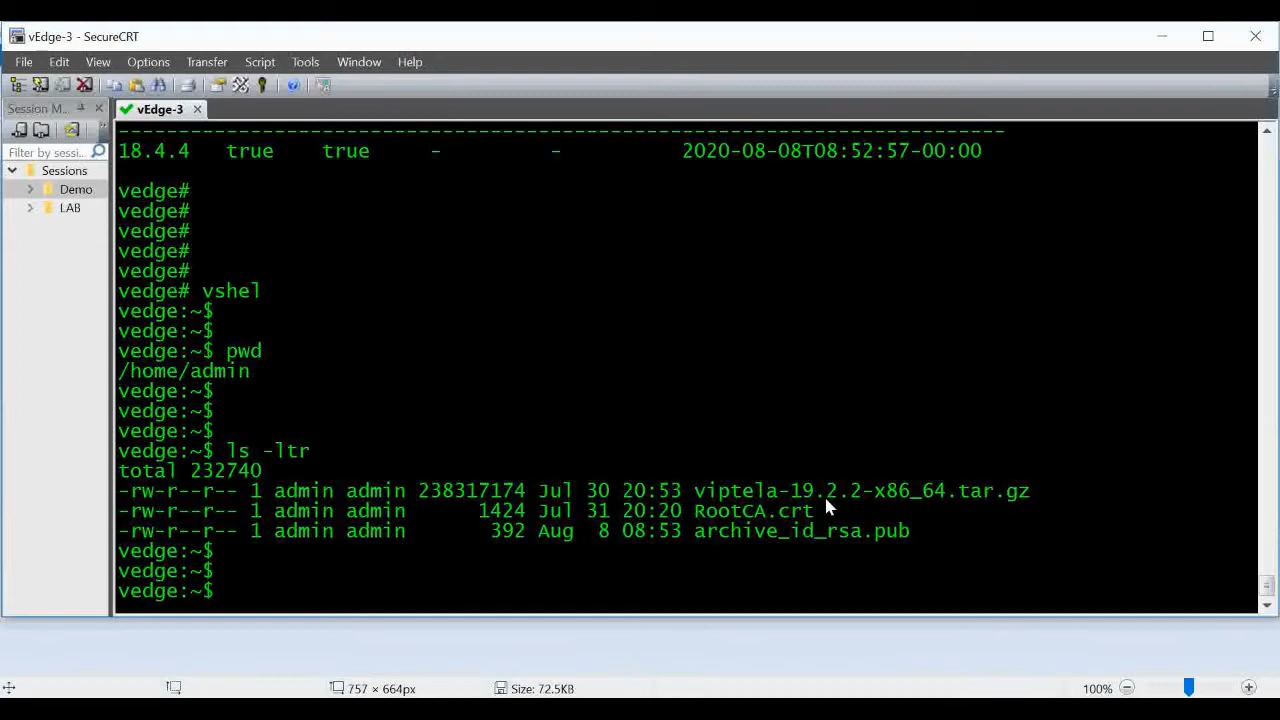 vEdge-3 - SecureCRT
File Edit View Options Transfer Script Tools Window Help
Session M...
vEdge-3
Filter by sessi...
Sessions
Demo
LAB
--------------------------------------------------------------------------
18.4.4 true true - - 2020-08-08T08:52:57-00:00
vedge#
vedge#
vedge#
vedge#
vedge#
vedge# vshel
vedge:~$
vedge:~$
vedge:~$ pwd
/home/admin
vedge:~$
vedge:~$
vedge:~$
vedge:~$ ls -ltr
total 232740
-rw-r--r-- 1 admin admin 238317174 Jul 30 20:53 viptela-19.2.2-x86_64.tar.gz
-rw-r--r-- 1 admin admin 1424 Jul 31 20:20 RootCA.crt
-rw-r--r-- 1 admin admin 392 Aug 8 08:53 archive_id_rsa.pub
vedge:~$
vedge:~$
vedge:~$
757 × 664px
Size: 72.5KB
100%